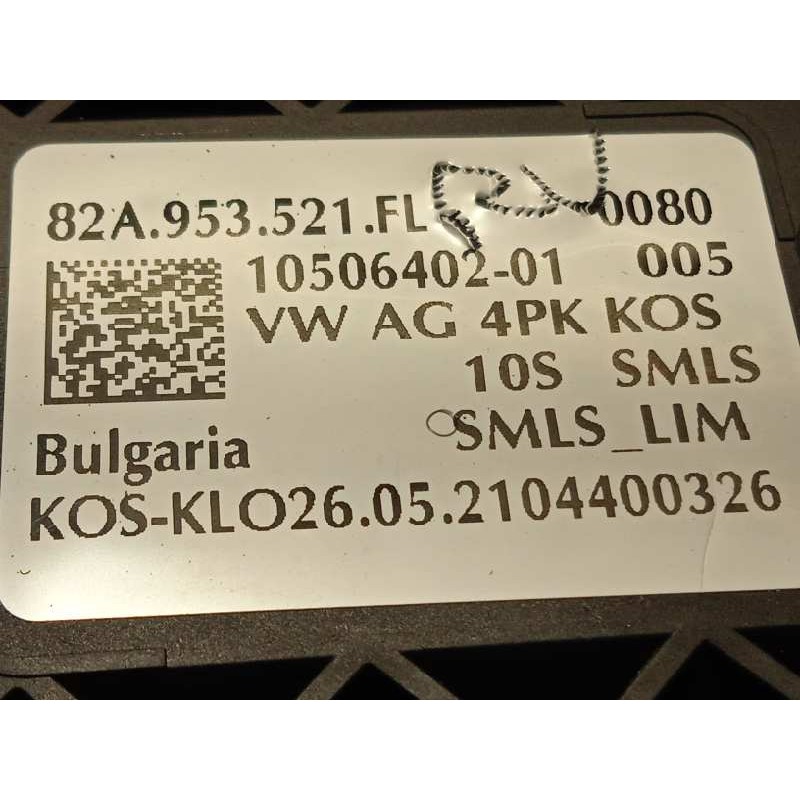 82A.953.521.FL 0080
10506402-01 005
VW AG 4PK KOS
10S SMLS
SMLS_LIM
Bulgaria
KOS-KLO26.05.2104400326